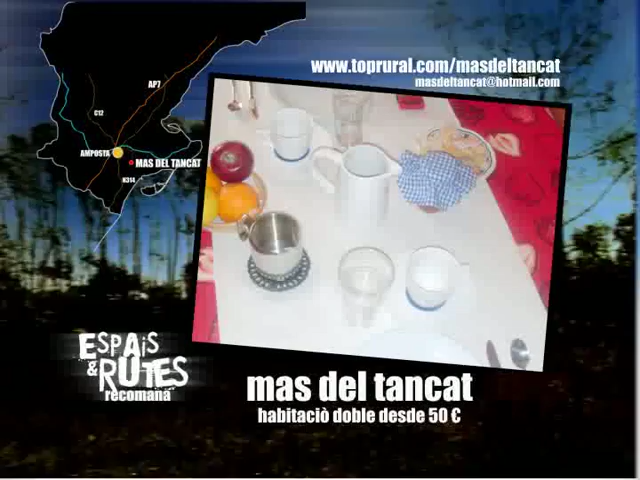 www.toprural.com/masdeltancat
masdeltancat@hotmail.com
AP7
C12
AMPOSTA
MAS DEL TANCAT
N314
ESPAiS
& RUTES
recomana
mas del tancat
habitaciò doble desde 50 €